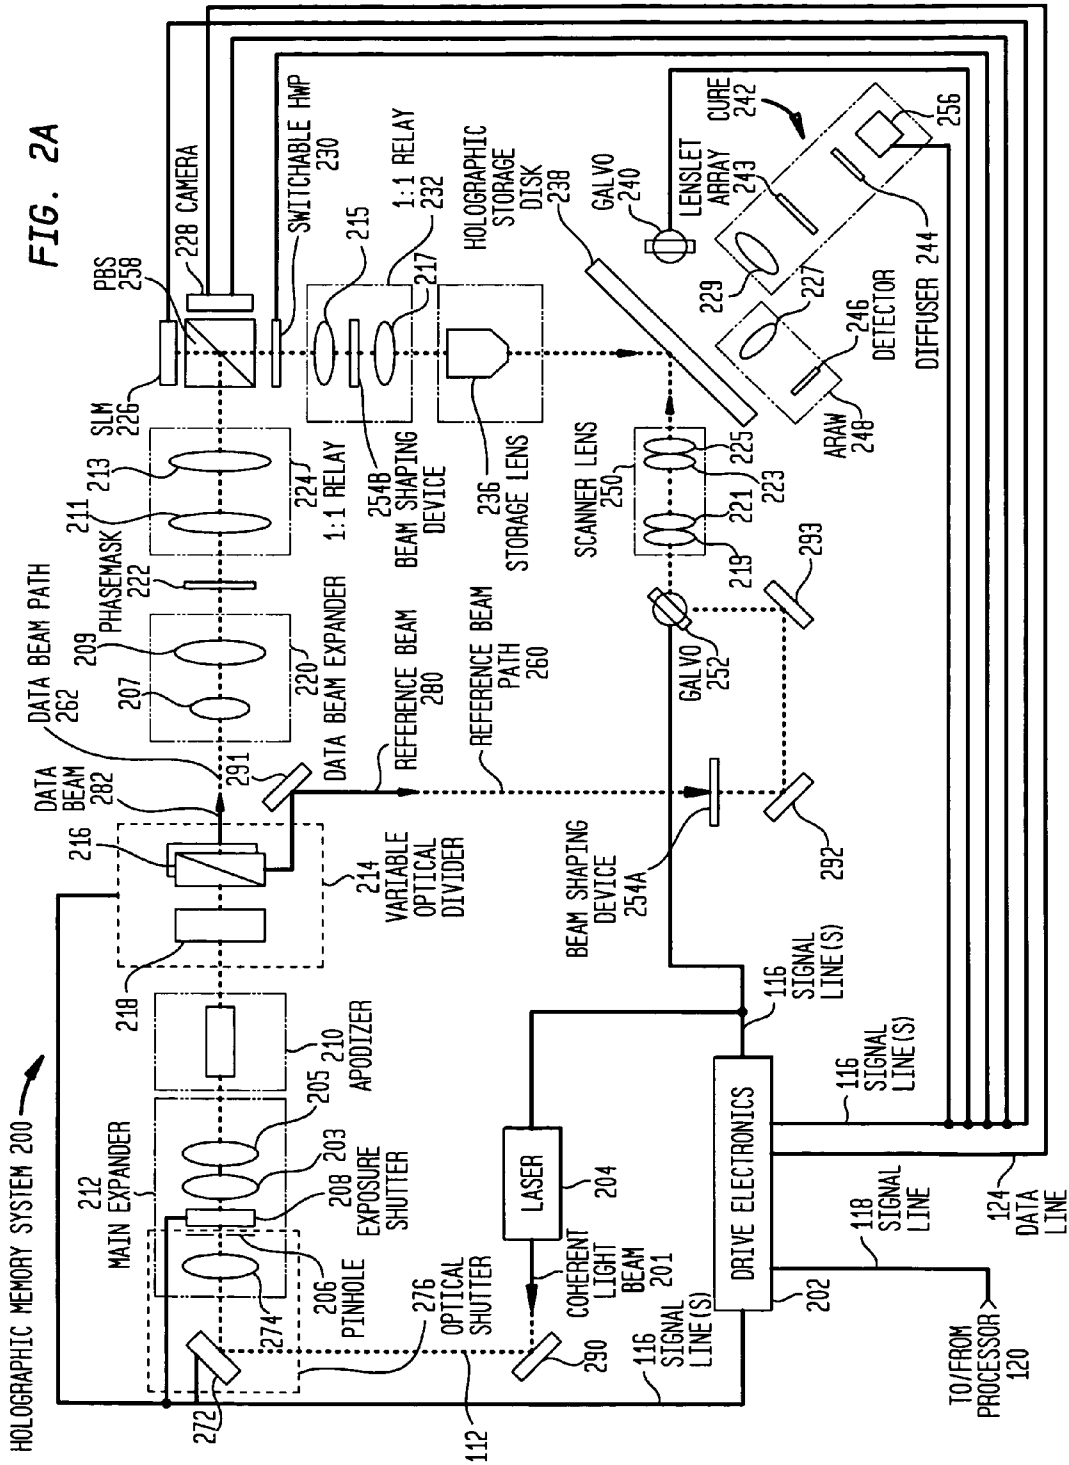 FIG. 2A
HOLOGRAPHIC MEMORY SYSTEM 200
212
MAIN EXPANDER
274
206
PINHOLE
208
EXPOSURE
SHUTTER
203
205
210
APODIZER
272
276
OPTICAL
SHUTTER
112
290
218
216
214
VARIABLE
OPTICAL
DIVIDER
DATA
BEAM
282
DATA BEAM PATH
262
291
207
209
220
DATA BEAM EXPANDER
PHASEMASK
222
211
213
224
1:1 RELAY
SLM
226
PBS
258
228 CAMERA
SWITCHABLE HWP
230
215
1:1 RELAY
232
217
254B
BEAM SHAPING
DEVICE
236
STORAGE LENS
HOLOGRAPHIC
STORAGE
DISK
238
REFERENCE BEAM
280
REFERENCE BEAM
PATH
260
BEAM SHAPING
DEVICE
254A
292
293
GALVO
252
SCANNER LENS
250
219
221
223
225
GALVO
240
LENSLET
ARRAY
243
CURE
242
229
227
256
244
DIFFUSER
246
DETECTOR
ARAW
248
LASER
204
COHERENT
LIGHT
BEAM
201
DRIVE ELECTRONICS
202
116
SIGNAL
LINE(S)
116
SIGNAL
LINE(S)
116
SIGNAL
LINE(S)
118
SIGNAL
LINE
124
DATA
LINE
TO/FROM
PROCESSOR
120